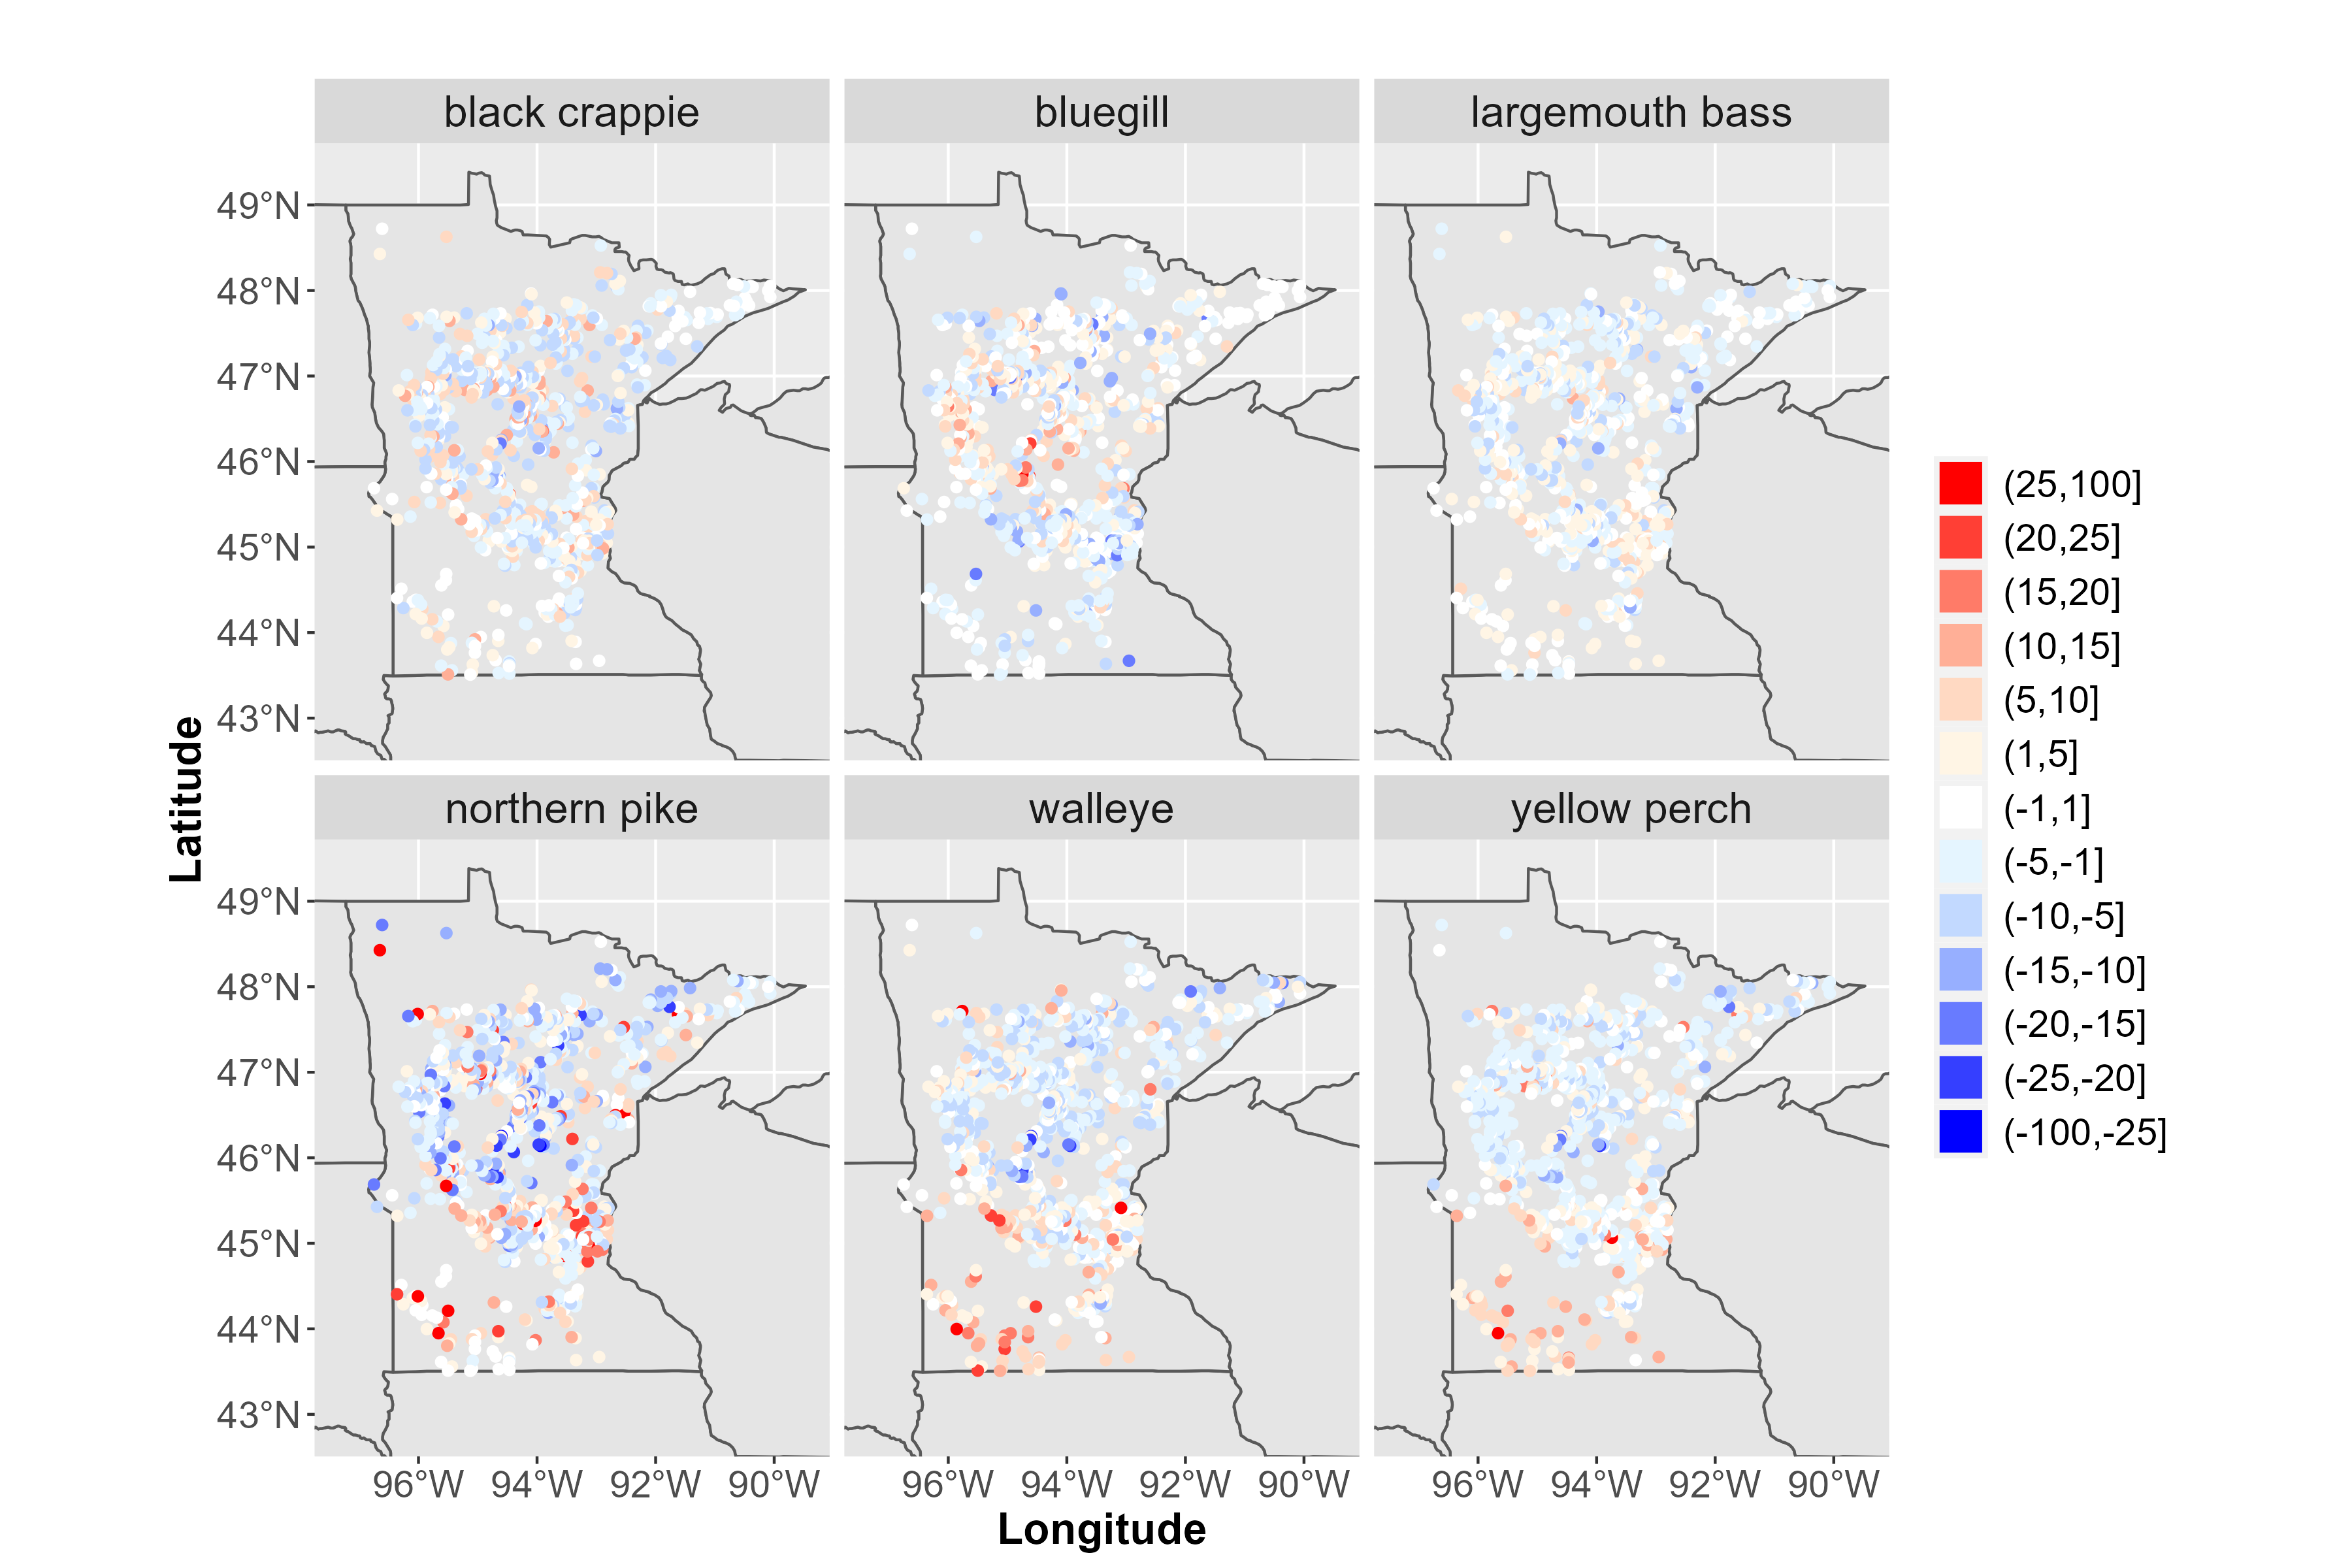 black crappie
bluegill
largemouth bass
49°N
48°N
47°N
46°N
45°N
44°N
43°N
northern pike
walleye
yellow perch
49°N
48°N
47°N
46°N
45°N
44°N
43°N
96°W 94°W 92°W 90°W
96°W 94°W 92°W 90°W
96°W 94°W 92°W 90°W
Longitude
Latitude
(25,100]
(20,25]
(15,20]
(10,15]
(5,10]
(1,5]
(-1,1]
(-5,-1]
(-10,-5]
(-15,-10]
(-20,-15]
(-25,-20]
(-100,-25]